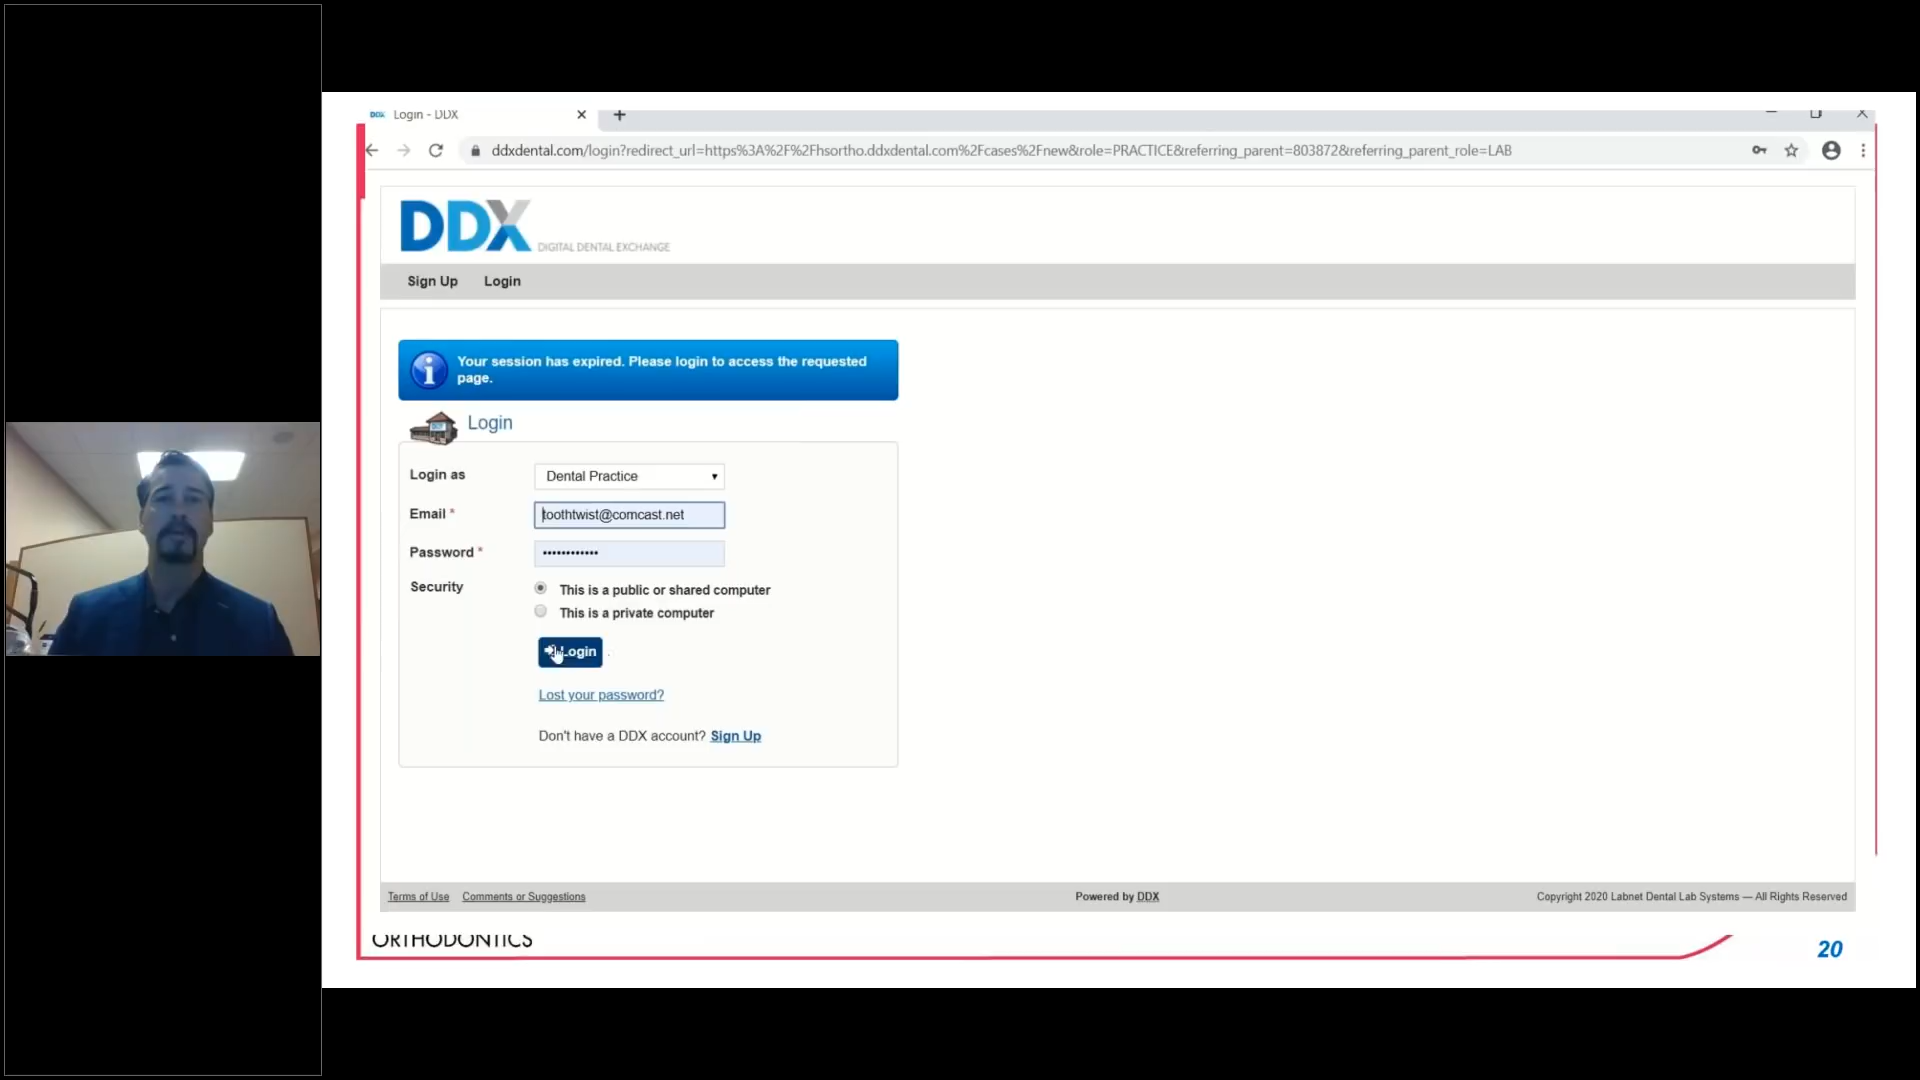 DDX Login - DDX
ddxdental.com/login?redirect_url=https%3A%2F%2Fhsortho.ddxdental.com%2Fcases%2Fnew&role=PRACTICE&referring_parent=803872&referring_parent_role=LAB
DDX DIGITAL DENTAL EXCHANGE
Sign Up Login
Your session has expired. Please login to access the requested
page.
Login
Login as Dental Practice
Email * toothtwist@comcast.net
Password * ••••••••••••
Security This is a public or shared computer
This is a private computer
Login
Lost your password?
Don't have a DDX account? Sign Up
Terms of Use Comments or Suggestions Powered by DDX Copyright 2020 Labnet Dental Lab Systems — All Rights Reserved
ORTHODONTICS
20